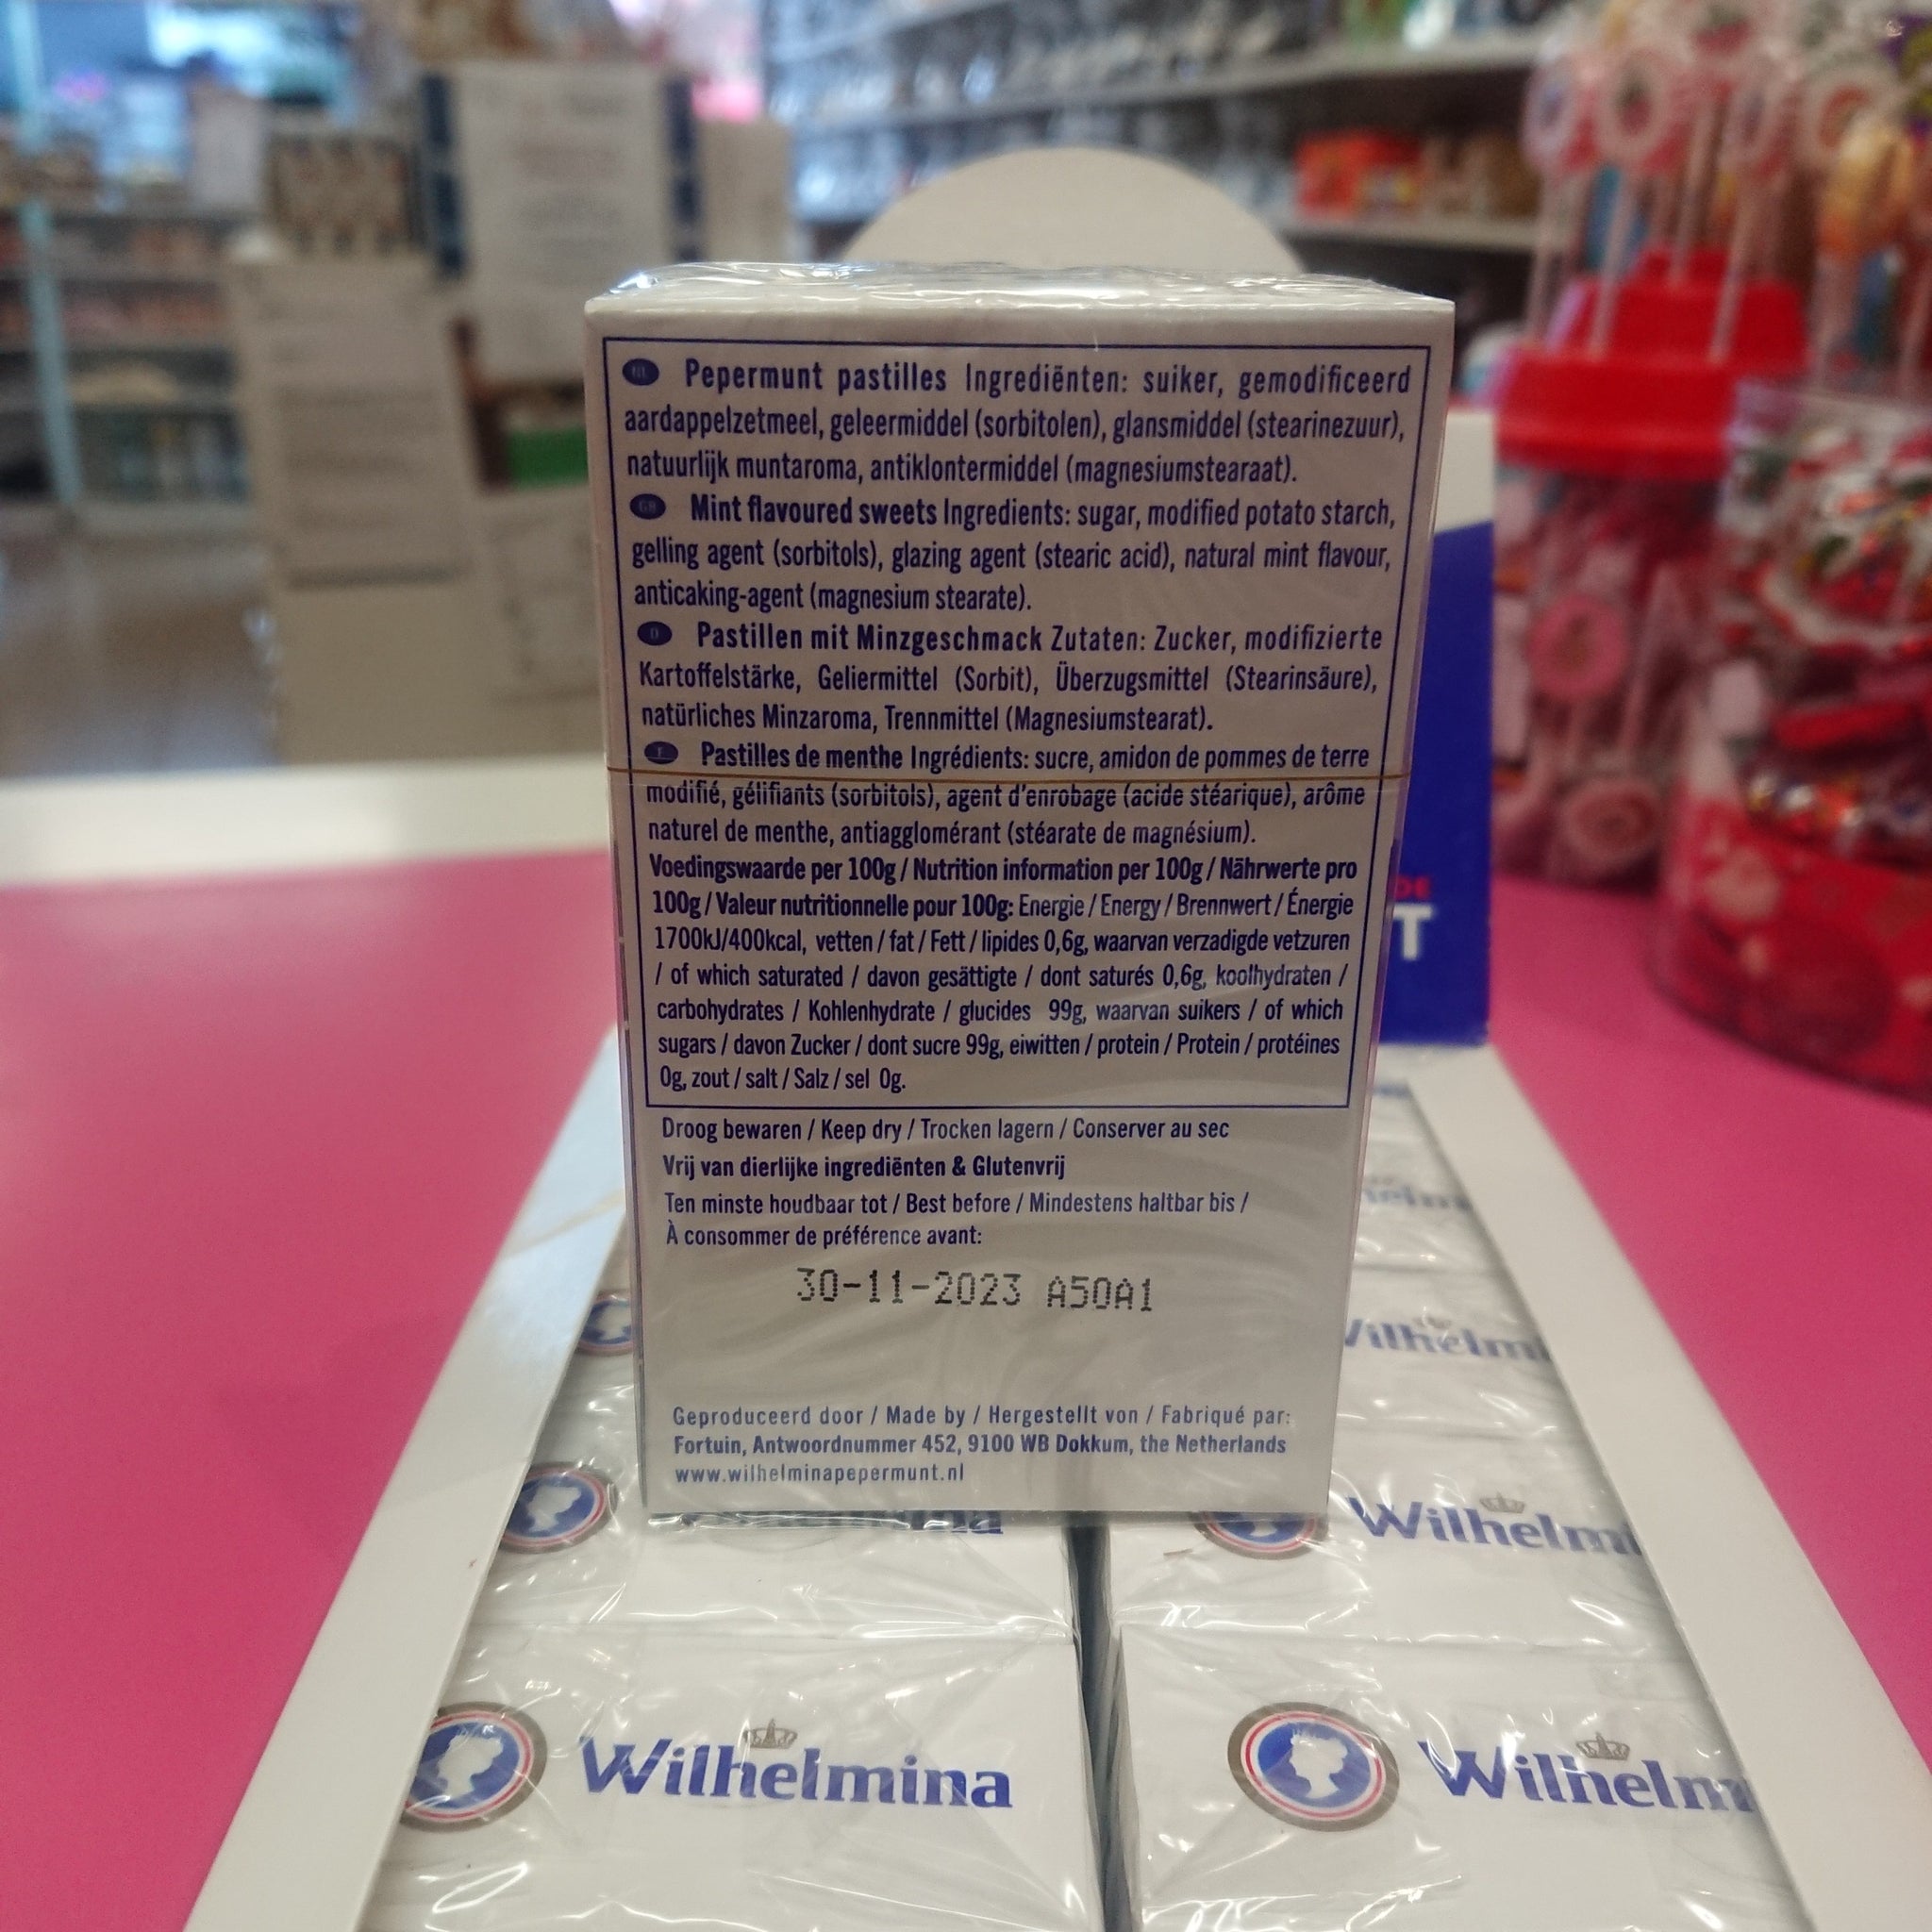 NL Pepermunt pastilles Ingrediënten: suiker, gemodificeerd
aardappelzetmeel, geleermiddel (sorbitolen), glansmiddel (stearinezuur),
natuurlijk muntaroma, antiklontermiddel (magnesiumstearaat).
GB Mint flavoured sweets Ingredients: sugar, modified potato starch,
gelling agent (sorbitols), glazing agent (stearic acid), natural mint flavour,
anticaking-agent (magnesium stearate).
D Pastillen mit Minzgeschmack Zutaten: Zucker, modifizierte
Kartoffelstärke, Geliermittel (Sorbit), Überzugsmittel (Stearinsäure),
natürliches Minzaroma, Trennmittel (Magnesiumstearat).
F Pastilles de menthe Ingrédients: sucre, amidon de pommes de terre
modifié, gélifiants (sorbitols), agent d'enrobage (acide stéarique), arôme
naturel de menthe, antiagglomérant (stéarate de magnésium).
Voedingswaarde per 100g / Nutrition information per 100g / Nährwerte pro
100g / Valeur nutritionnelle pour 100g: Energie / Energy / Brennwert / Énergie
1700kJ/400kcal, vetten / fat / Fett / lipides 0,6g, waarvan verzadigde vetzuren
/ of which saturated / davon gesättigte / dont saturés 0,6g, koolhydraten /
carbohydrates / Kohlenhydrate / glucides 99g, waarvan suikers / of which
sugars / davon Zucker / dont sucre 99g, eiwitten / protein / Protein / protéines
0g, zout / salt / Salz / sel 0g.
Droog bewaren / Keep dry / Trocken lagern / Conserver au sec
Vrij van dierlijke ingrediënten & Glutenvrij
Ten minste houdbaar tot / Best before / Mindestens haltbar bis /
À consommer de préférence avant:
30-11-2023 A50A1
Geproduceerd door / Made by / Hergestellt von / Fabriqué par:
Fortuin, Antwoordnummer 452, 9100 WB Dokkum, the Netherlands
www.wilhelminapepermunt.nl
DE
T
Wilhelmi
Wilhelmi
Wilhelmina
Wilhelm